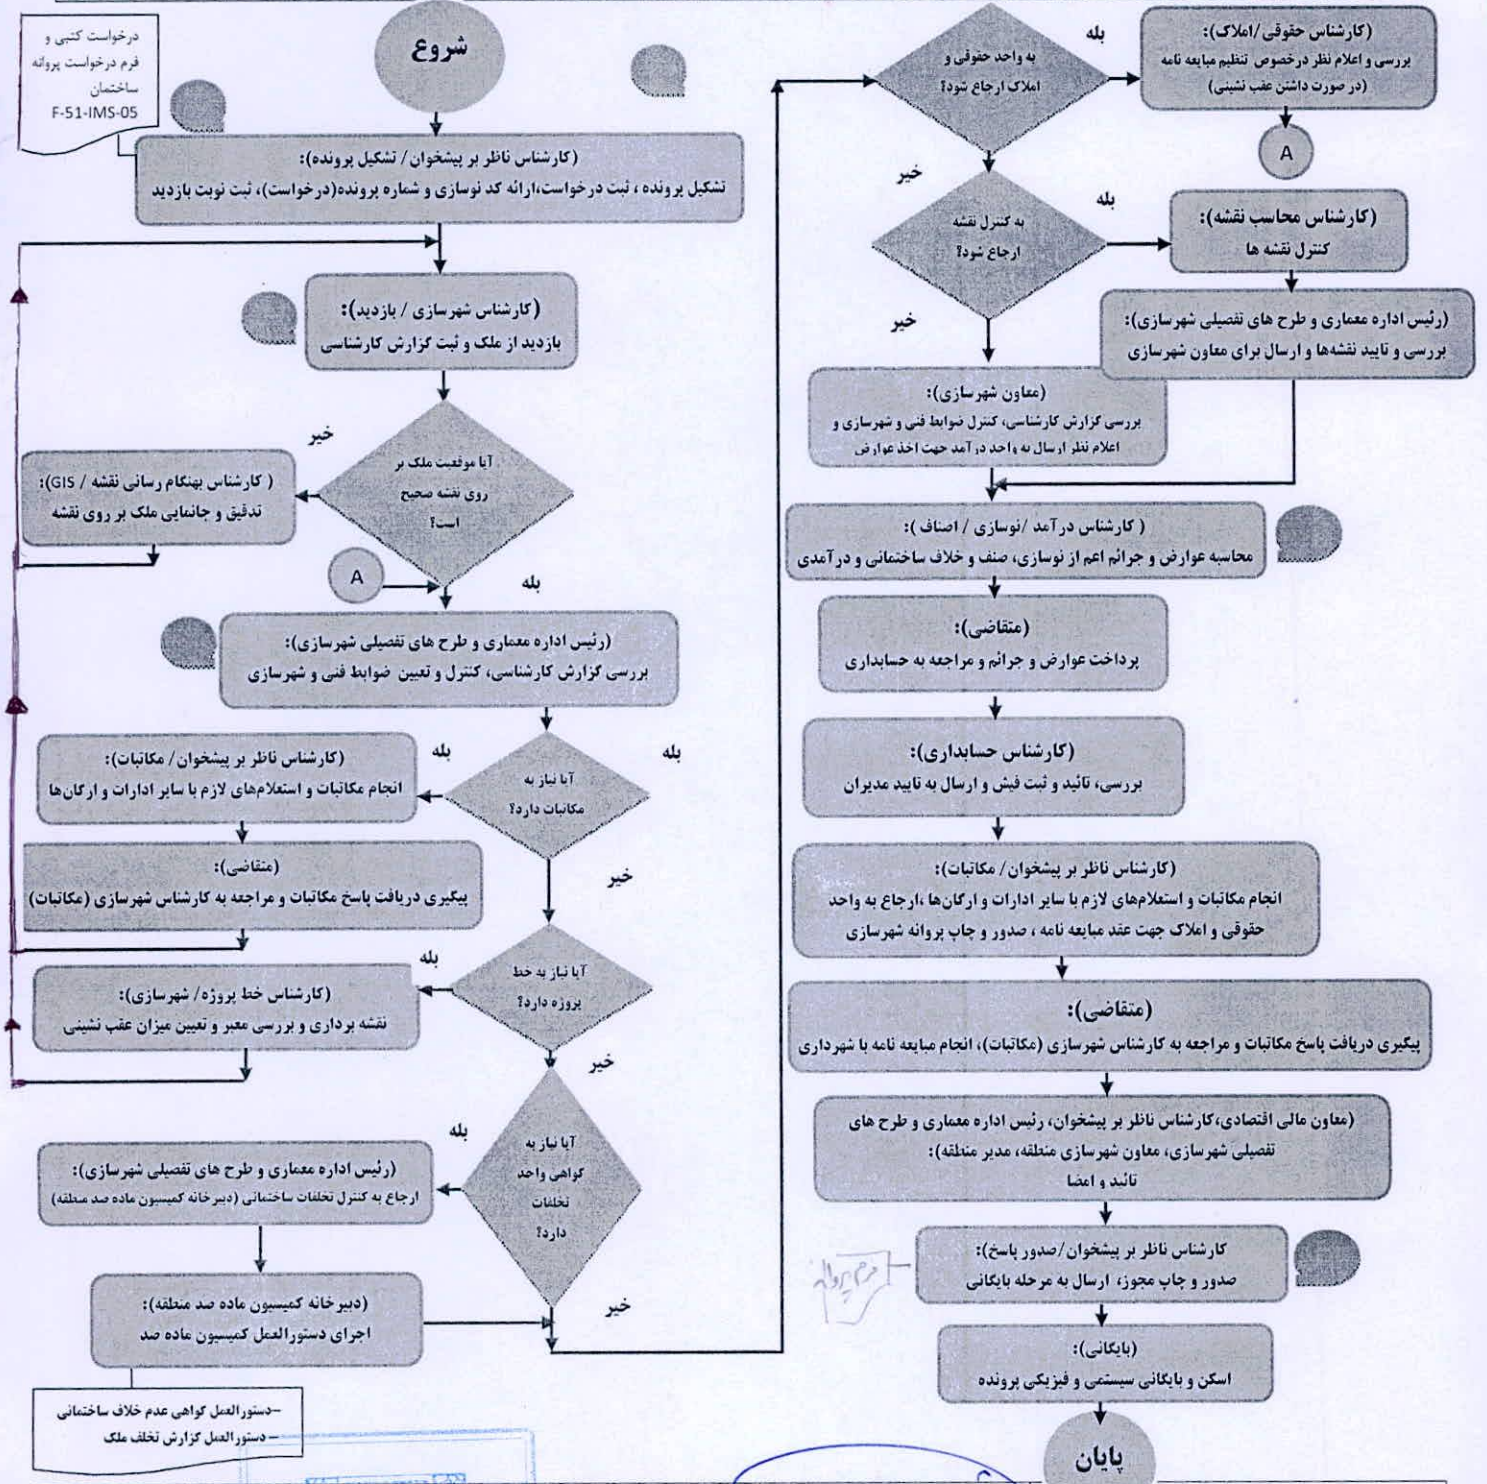 درخواست کتبی و
فرم درخواست پروانه
ساختمان
F-51-IMS-05
شروع
(کارشناس ناظر بر پیشخوان/ تشکیل پرونده):
تشکیل پرونده ، ثبت درخواست،ارائه کد نوسازی و شماره پرونده(درخواست)، ثبت نوبت بازدید
(کارشناس شهرسازی / بازدید):
بازدید از ملک و ثبت گزارش کارشناسی
آیا موقعیت ملک بر
روی نقشه صحیح
است؟
خیر
( کارشناس بهنگام رسانی نقشه / GIS):
تدقیق و جانمایی ملک بر روی نقشه
A
بله
(رئیس اداره معماری و طرح های تفصیلی شهرسازی):
بررسی گزارش کارشناسی، کنترل و تعیین ضوابط فنی و شهرسازی
بله
آیا نیاز به
مکاتبات دارد؟
بله
(کارشناس ناظر بر پیشخوان/ مکاتبات):
انجام مکاتبات و استعلام‌های لازم با سایر ادارات و ارگان‌ها
(متقاضی):
پیگیری دریافت پاسخ مکاتبات و مراجعه به کارشناس شهرسازی (مکاتبات)
خیر
آیا نیاز به خط
پروژه دارد؟
بله
(کارشناس خط پروژه/ شهرسازی):
نقشه برداری و بررسی معبر و تعیین میزان عقب نشینی
خیر
آیا نیاز به
گواهی واحد
تخلفات
دارد؟
بله
(رئیس اداره معماری و طرح های تفصیلی شهرسازی):
ارجاع به کنترل تخلفات ساختمانی (دبیرخانه کمیسیون ماده صد منطقه)
(دبیرخانه کمیسیون ماده صد منطقه):
اجرای دستورالعمل کمیسیون ماده صد
خیر
–دستورالعمل گواهی عدم خلاف ساختمانی
– دستورالعمل گزارش تخلف ملک
به واحد حقوقی و
املاک ارجاع شود؟
بله
(کارشناس حقوقی/املاک):
بررسی و اعلام نظر درخصوص تنظیم مبایعه نامه
(در صورت داشتن عقب نشینی)
A
خیر
به کنترل نقشه
ارجاع شود؟
بله
(کارشناس محاسب نقشه):
کنترل نقشه ها
(رئیس اداره معماری و طرح های تفصیلی شهرسازی):
بررسی و تایید نقشه‌ها و ارسال برای معاون شهرسازی
خیر
(معاون شهرسازی):
بررسی گزارش کارشناسی، کنترل ضوابط فنی و شهرسازی و
اعلام نظر ارسال به واحد درآمد جهت اخذ عوارض
( کارشناس درآمد /نوسازی / اصناف ):
محاسبه عوارض و جرائم اعم از نوسازی، صنف و خلاف ساختمانی و درآمدی
(متقاضی):
پرداخت عوارض و جرائم و مراجعه به حسابداری
(کارشناس حسابداری):
بررسی، تائید و ثبت فیش و ارسال به تایید مدیران
(کارشناس ناظر بر پیشخوان/ مکاتبات):
انجام مکاتبات و استعلام‌های لازم با سایر ادارات و ارگان‌ها ،ارجاع به واحد
حقوقی و املاک جهت عقد مبایعه نامه ، صدور و چاپ پروانه شهرسازی
(متقاضی):
پیگیری دریافت پاسخ مکاتبات و مراجعه به کارشناس شهرسازی (مکاتبات)، انجام مبایعه نامه با شهرداری
(معاون مالی اقتصادی،کارشناس ناظر بر پیشخوان، رئیس اداره معماری و طرح های
تفصیلی شهرسازی، معاون شهرسازی منطقه، مدیر منطقه):
تائید و امضا
کارشناس ناظر بر پیشخوان/صدور پاسخ):
صدور و چاپ مجوز، ارسال به مرحله بایگانی
فرم پروانه
(بایگانی):
اسکن و بایگانی سیستمی و فیزیکی پرونده
پایان